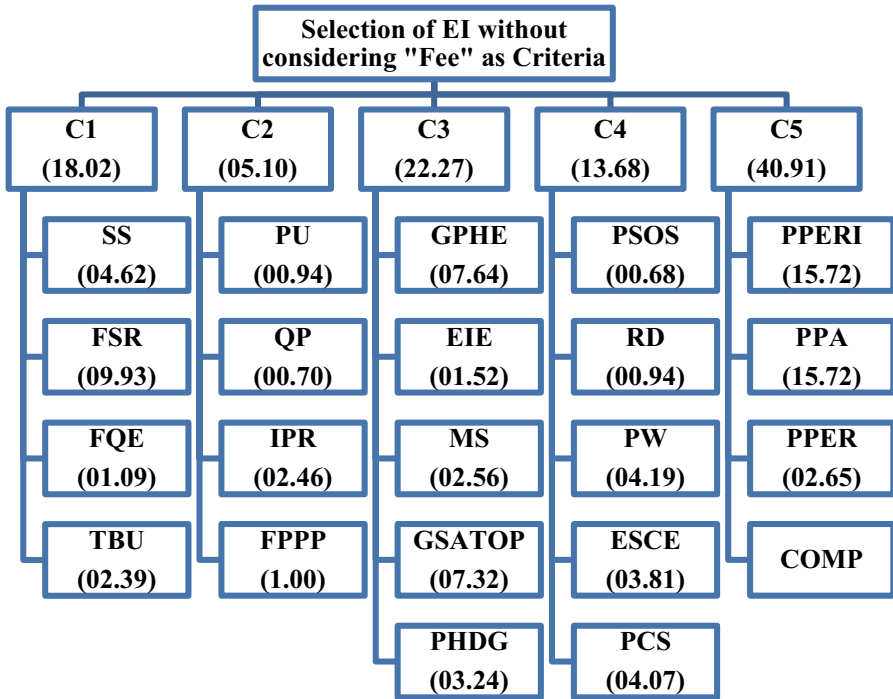 Selection of EI without
considering "Fee" as Criteria
C1
(18.02)
SS
(04.62)
FSR
(09.93)
FQE
(01.09)
TBU
(02.39)
C2
(05.10)
PU
(00.94)
QP
(00.70)
IPR
(02.46)
FPPP
(1.00)
C3
(22.27)
GPHE
(07.64)
EIE
(01.52)
MS
(02.56)
GSATOP
(07.32)
PHDG
(03.24)
C4
(13.68)
PSOS
(00.68)
RD
(00.94)
PW
(04.19)
ESCE
(03.81)
PCS
(04.07)
C5
(40.91)
PPERI
(15.72)
PPA
(15.72)
PPER
(02.65)
COMP